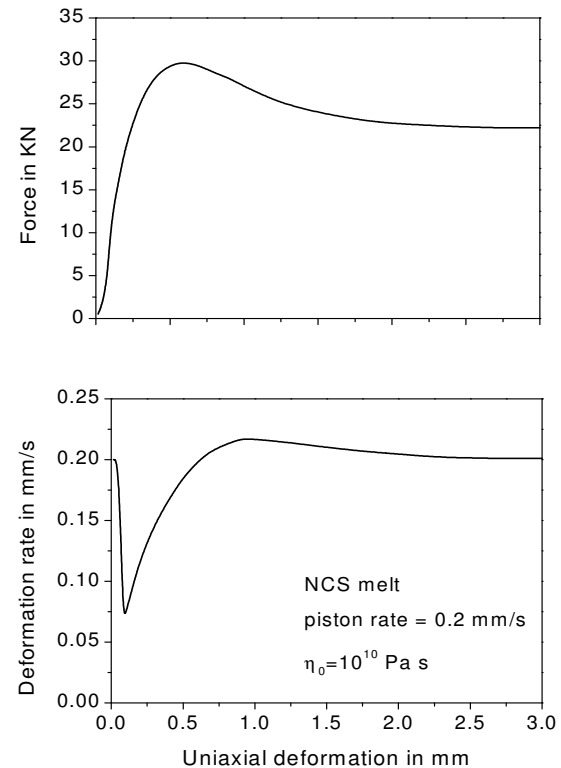 35
30
25
20
15
10
5
0
Force in KN
0.25
0.20
0.15
0.10
0.05
0.00
Deformation rate in mm/s
NCS melt
piston rate = 0.2 mm/s
η₀=10¹⁰ Pa s
0.0 0.5 1.0 1.5 2.0 2.5 3.0
Uniaxial deformation in mm